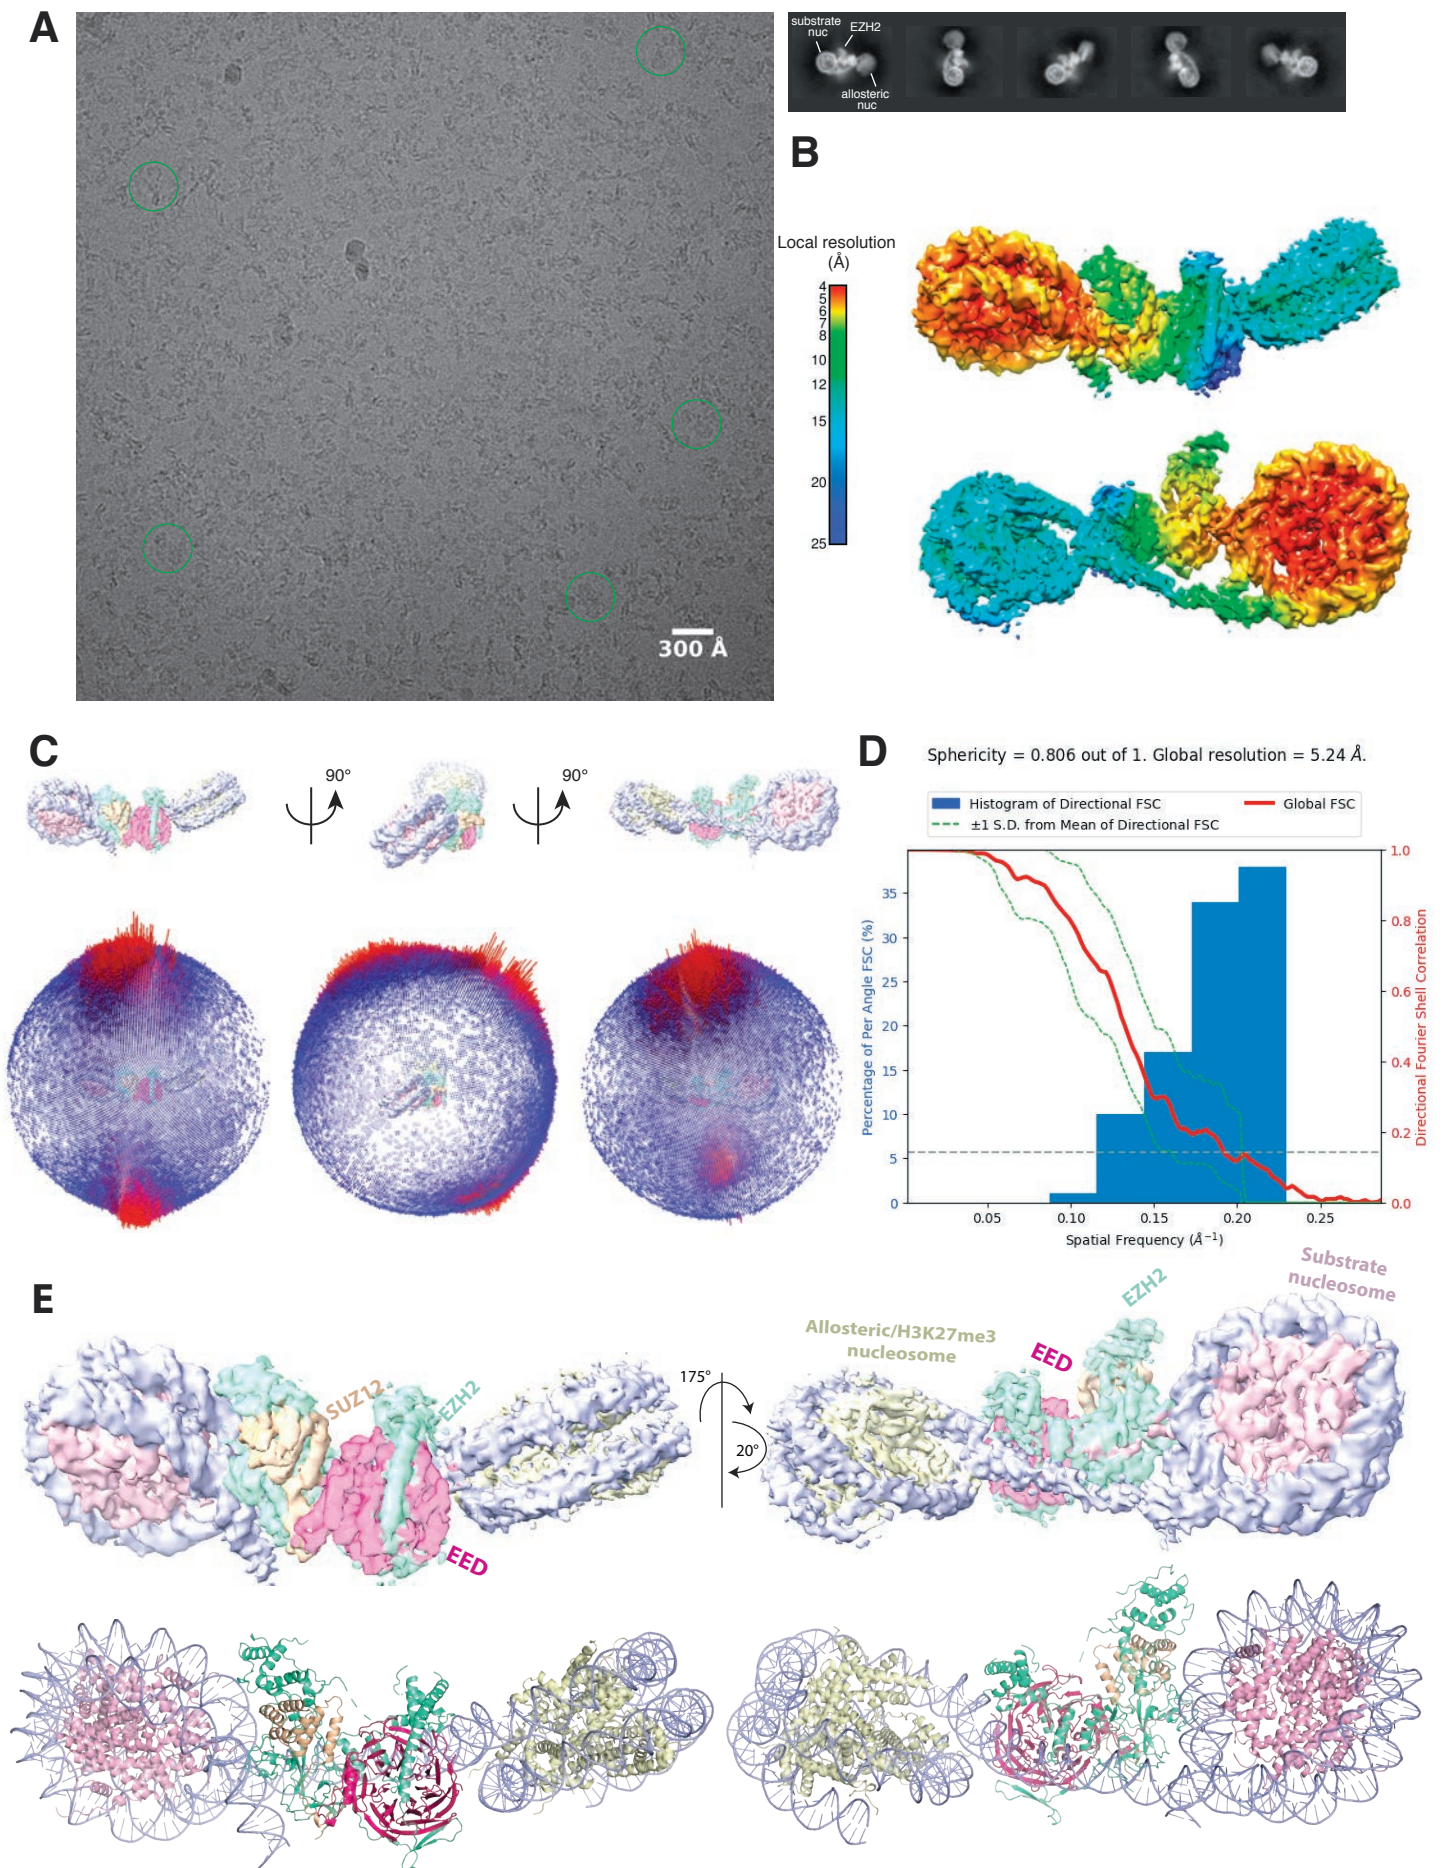 A
substrate
nuc
EZH2
allosteric
nuc
300 Å
B
Local resolution
(Å)
4
5
6
7
8
10
12
15
20
25
C
90°
90°
D
Sphericity = 0.806 out of 1. Global resolution = 5.24 Å.
Histogram of Directional FSC
Global FSC
±1 S.D. from Mean of Directional FSC
Percentage of Per Angle FSC (%)
35
30
25
20
15
10
5
0
1.0
0.8
0.6
0.4
0.2
0.0
Directional Fourier Shell Correlation
0.05
0.10
0.15
0.20
0.25
Spatial Frequency (Å⁻¹)
E
SUZ12
EZH2
EED
175°
20°
Allosteric/H3K27me3
nucleosome
EED
EZH2
Substrate
nucleosome